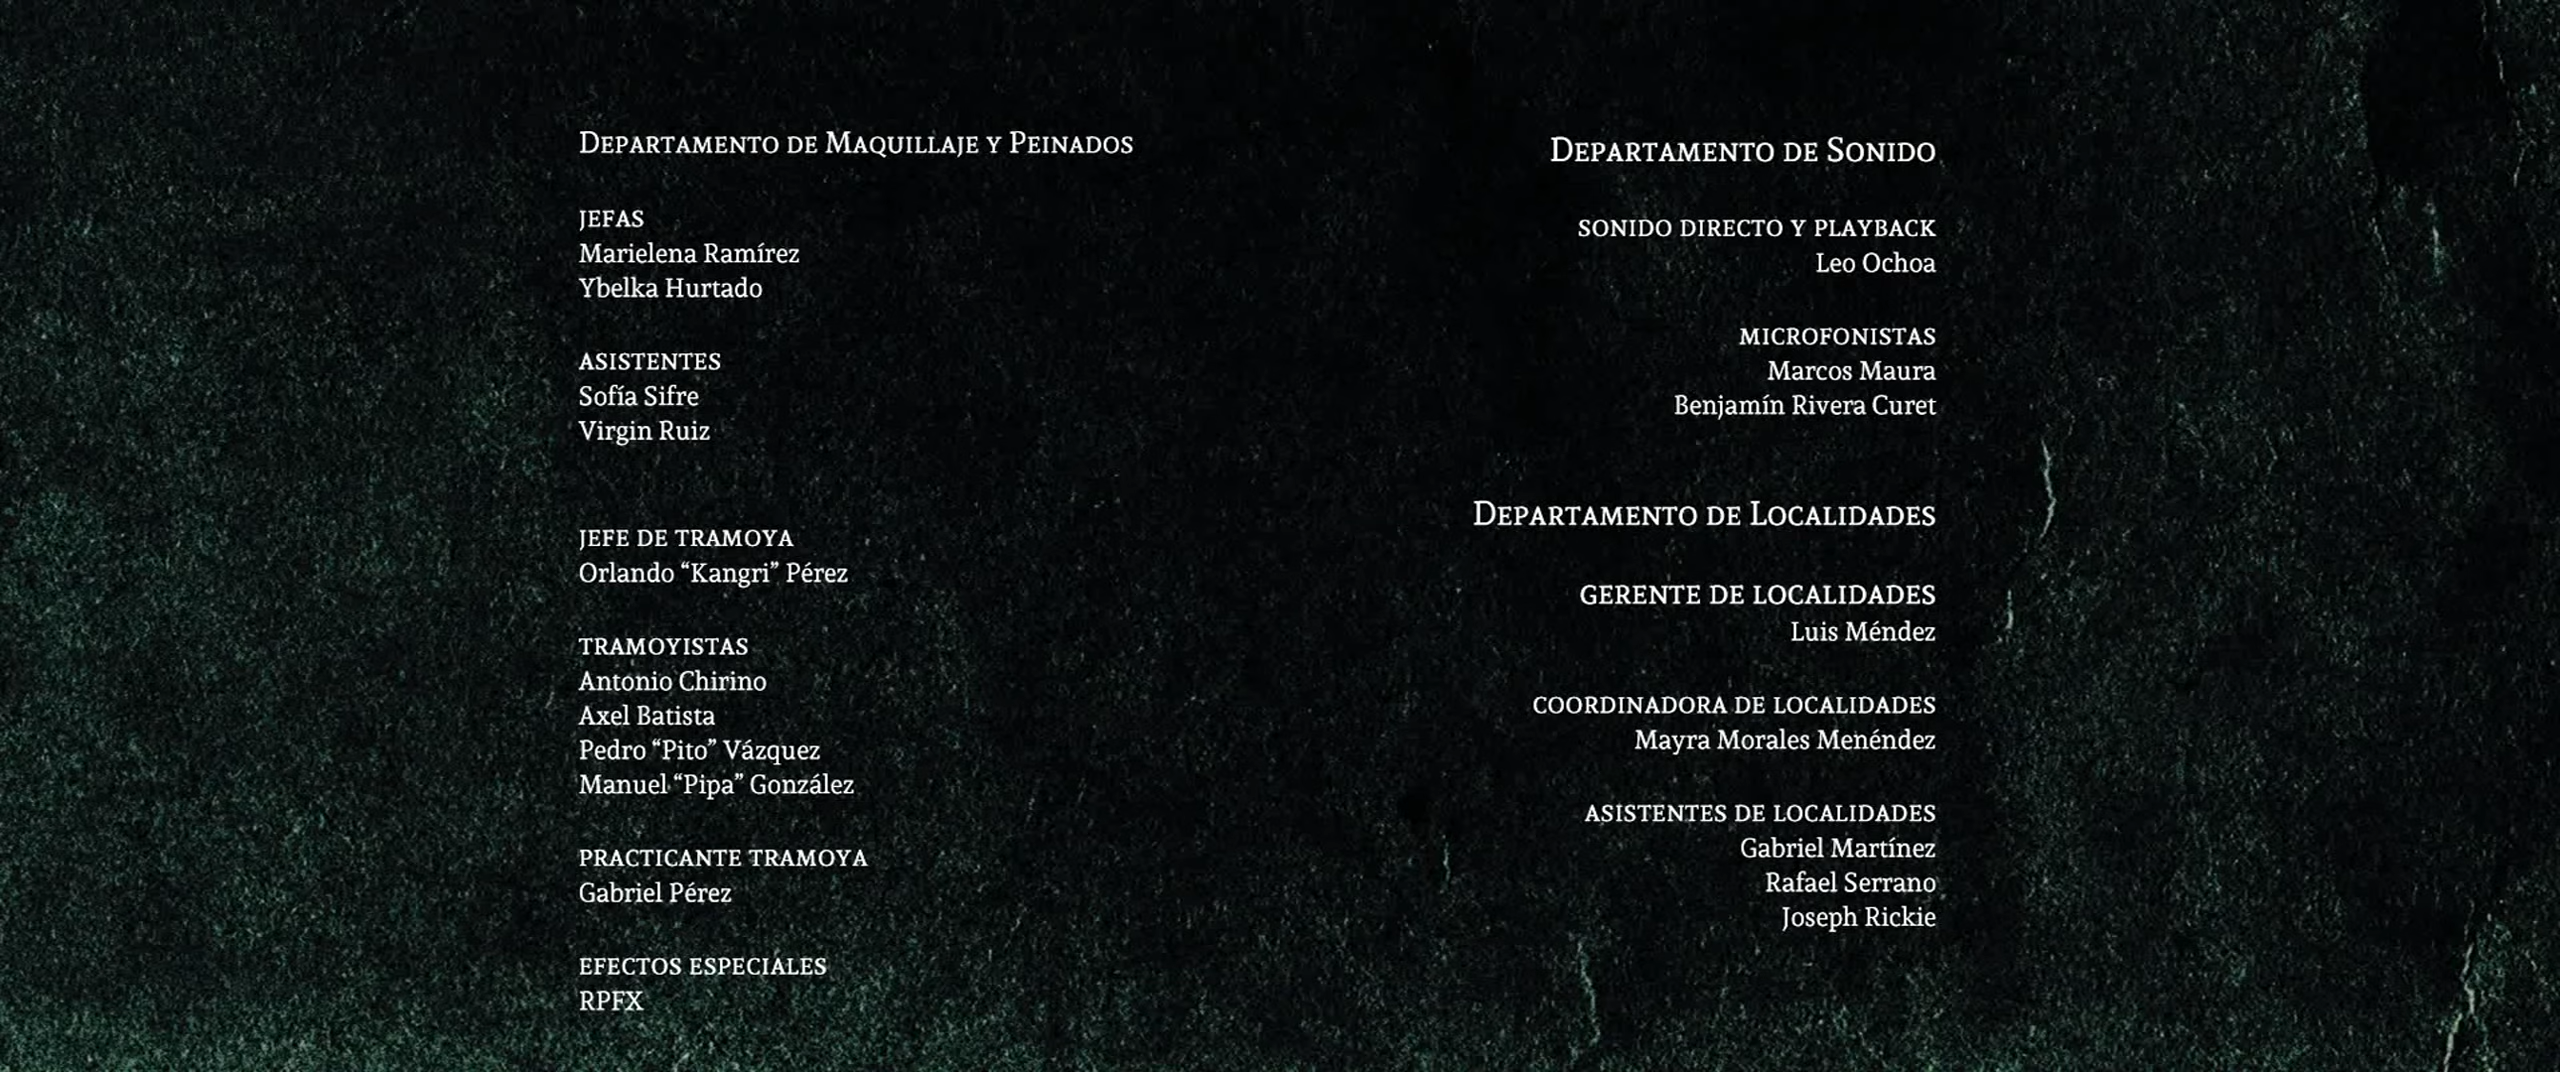 Departamento de Maquillaje y Peinados
JEFAS
Marielena Ramírez
Ybelka Hurtado
ASISTENTES
Sofía Sifre
Virgin Ruiz
JEFE DE TRAMOYA
Orlando “Kangri” Pérez
TRAMOYISTAS
Antonio Chirino
Axel Batista
Pedro “Pito” Vázquez
Manuel “Pipa” González
PRACTICANTE TRAMOYA
Gabriel Pérez
EFECTOS ESPECIALES
RPFX
Departamento de Sonido
SONIDO DIRECTO Y PLAYBACK
Leo Ochoa
MICROFONISTAS
Marcos Maura
Benjamín Rivera Curet
Departamento de Localidades
GERENTE DE LOCALIDADES
Luis Méndez
COORDINADORA DE LOCALIDADES
Mayra Morales Menéndez
ASISTENTES DE LOCALIDADES
Gabriel Martínez
Rafael Serrano
Joseph Rickie